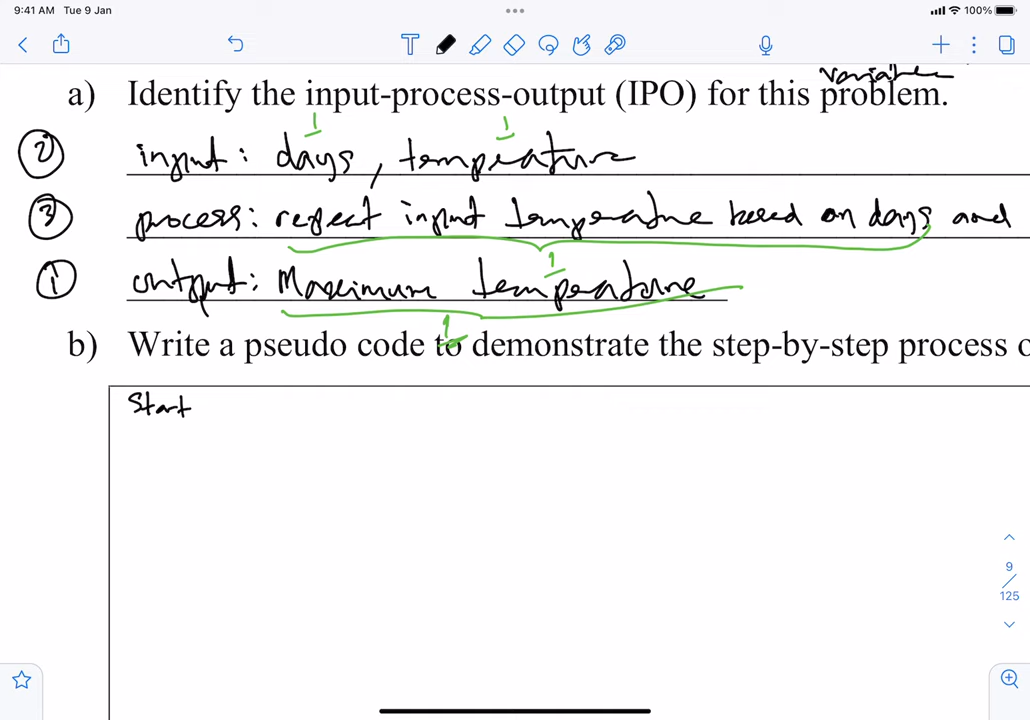 9:41 AM Tue 9 Jan
100%
variable
a) Identify the input-process-output (IPO) for this problem.
1 1
② input: days, temperature
③ process: repeat input temperature based on days and
1
① output: Maximum temperature
1
b) Write a pseudo code to demonstrate the step-by-step process o
Start
9
/
125